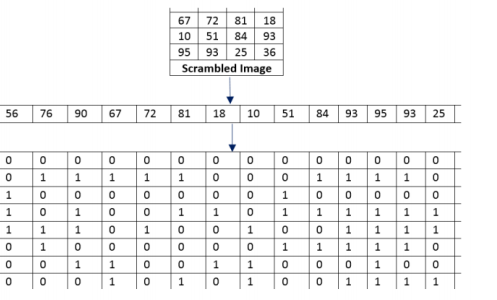 67 72 81 18
10 51 84 93
95 93 25 36
Scrambled Image
56 76 90 67 72 81 18 10 51 84 93 95 93 25
0 0 0 0 0 0 0 0 0 0 0 0 0 0
0 1 1 1 1 1 0 0 0 1 1 1 1 0
1 0 0 0 0 0 0 0 1 0 0 0 0 0
1 0 1 0 0 1 1 0 1 1 1 1 1 1
1 1 1 0 1 0 0 1 0 0 1 1 1 1
0 1 0 0 0 0 0 0 1 1 1 1 1 0
0 0 1 1 0 0 1 1 0 0 0 1 0 0
0 0 0 1 0 1 0 1 0 0 1 1 1 1